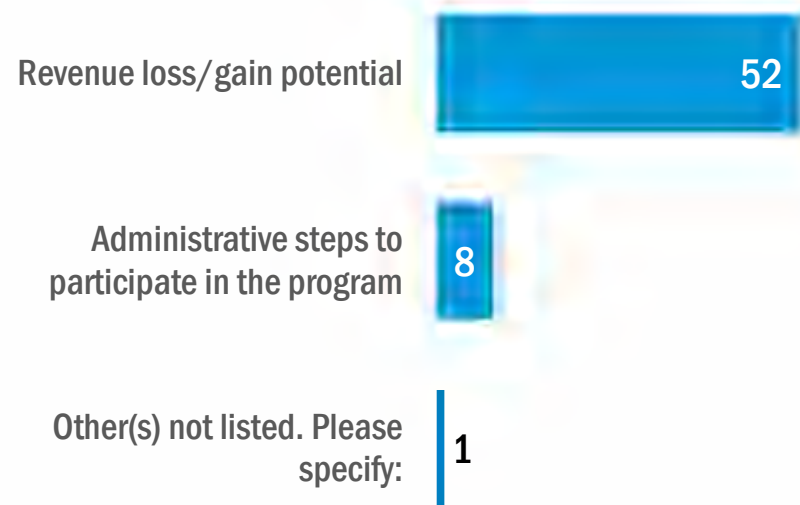 Revenue loss/gain potential
52
Administrative steps to
participate in the program
8
Other(s) not listed. Please
specify:
1